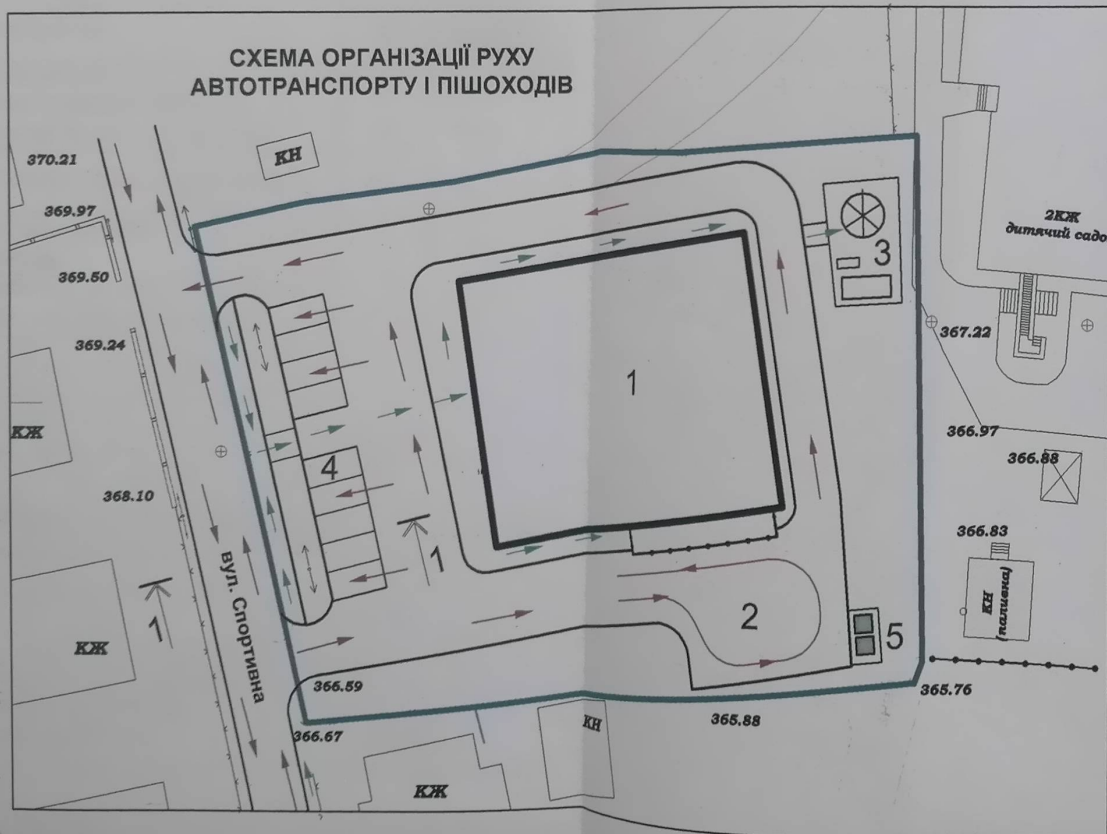 СХЕМА ОРГАНІЗАЦІЇ РУХУ
АВТОТРАНСПОРТУ І ПІШОХОДІВ
370.21
КН
369.97
2КЖ
дитячий садо
3
369.50
367.22
369.24
1
КЖ
366.97
366.88
4
368.10
366.83
1
вул. Спортивна
КН
(паливна)
1
2
5
КЖ
366.59
365.76
366.67
КН
365.88
КЖ